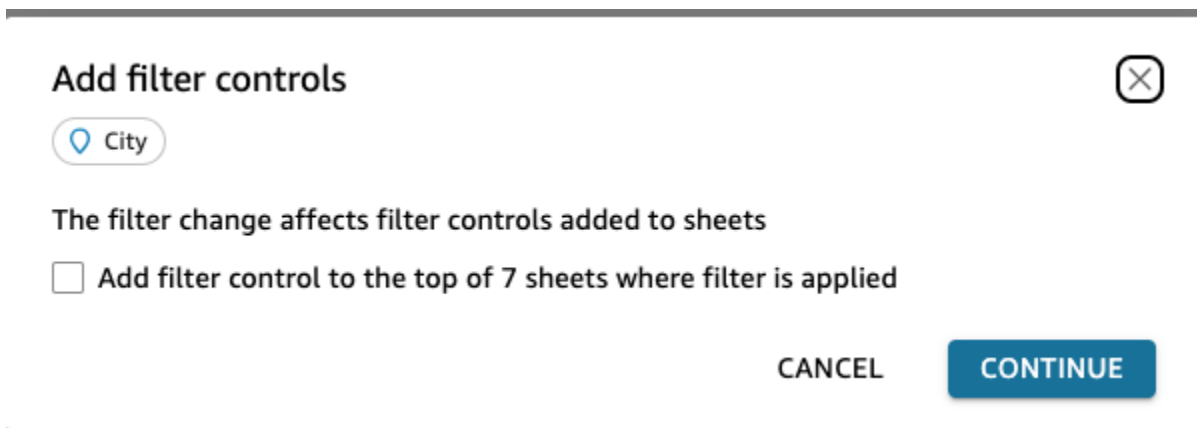 Add filter controls
City
The filter change affects filter controls added to sheets
Add filter control to the top of 7 sheets where filter is applied
CANCEL CONTINUE